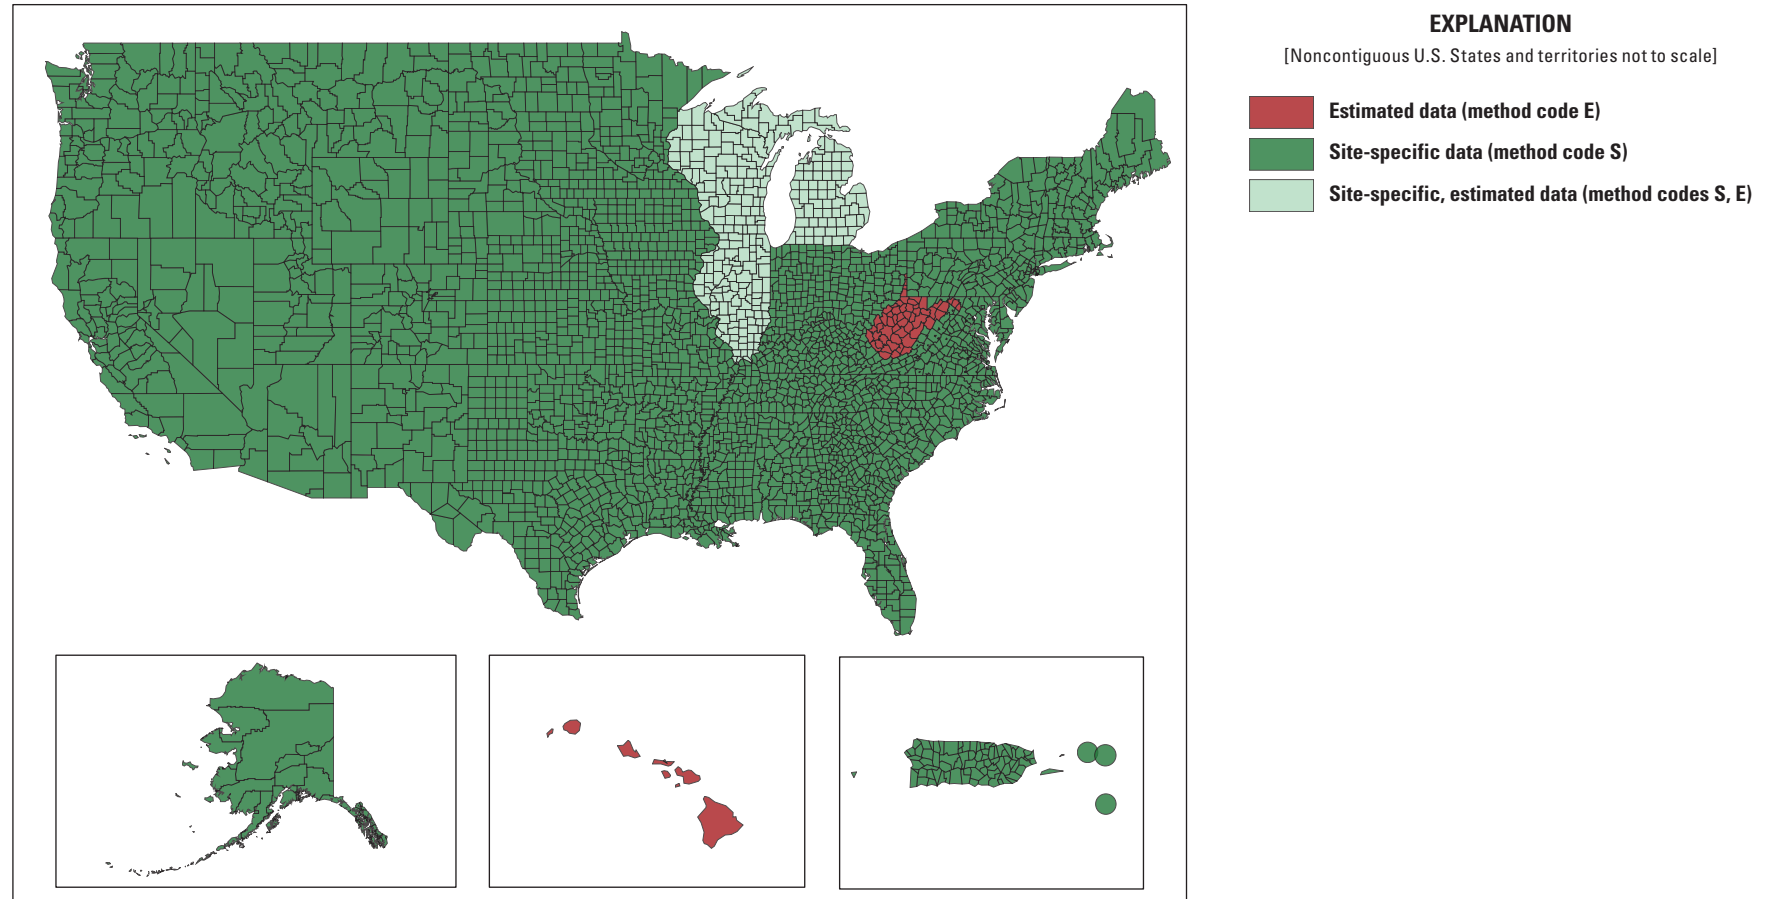 EXPLANATION
[Noncontiguous U.S. States and territories not to scale]
Estimated data (method code E)
Site-specific data (method code S)
Site-specific, estimated data (method codes S, E)